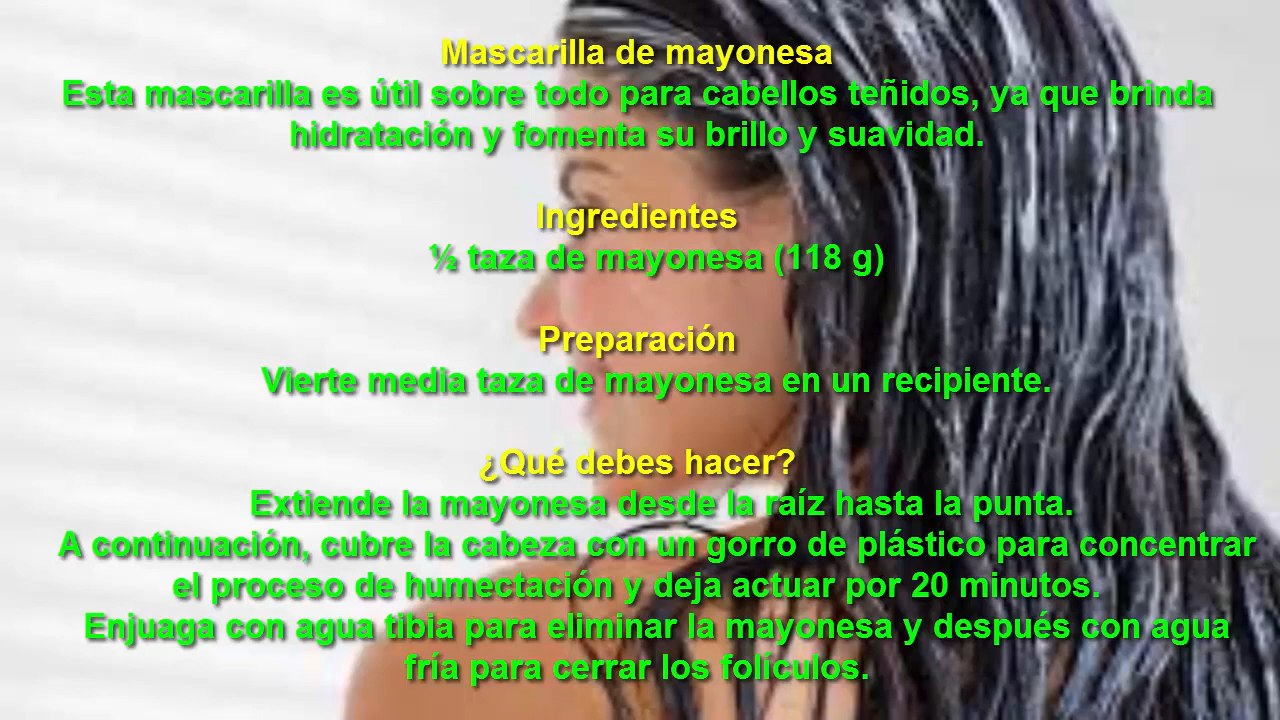 Mascarilla de mayonesa
Esta mascarilla es útil sobre todo para cabellos teñidos, ya que brinda
hidratación y fomenta su brillo y suavidad.
Ingredientes
½ taza de mayonesa (118 g)
Preparación
Vierte media taza de mayonesa en un recipiente.
¿Qué debes hacer?
Extiende la mayonesa desde la raíz hasta la punta.
A continuación, cubre la cabeza con un gorro de plástico para concentrar
el proceso de humectación y deja actuar por 20 minutos.
Enjuaga con agua tibia para eliminar la mayonesa y después con agua
fría para cerrar los folículos.